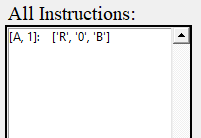 All Instructions:
[A, 1]: ['R', '0', 'B']